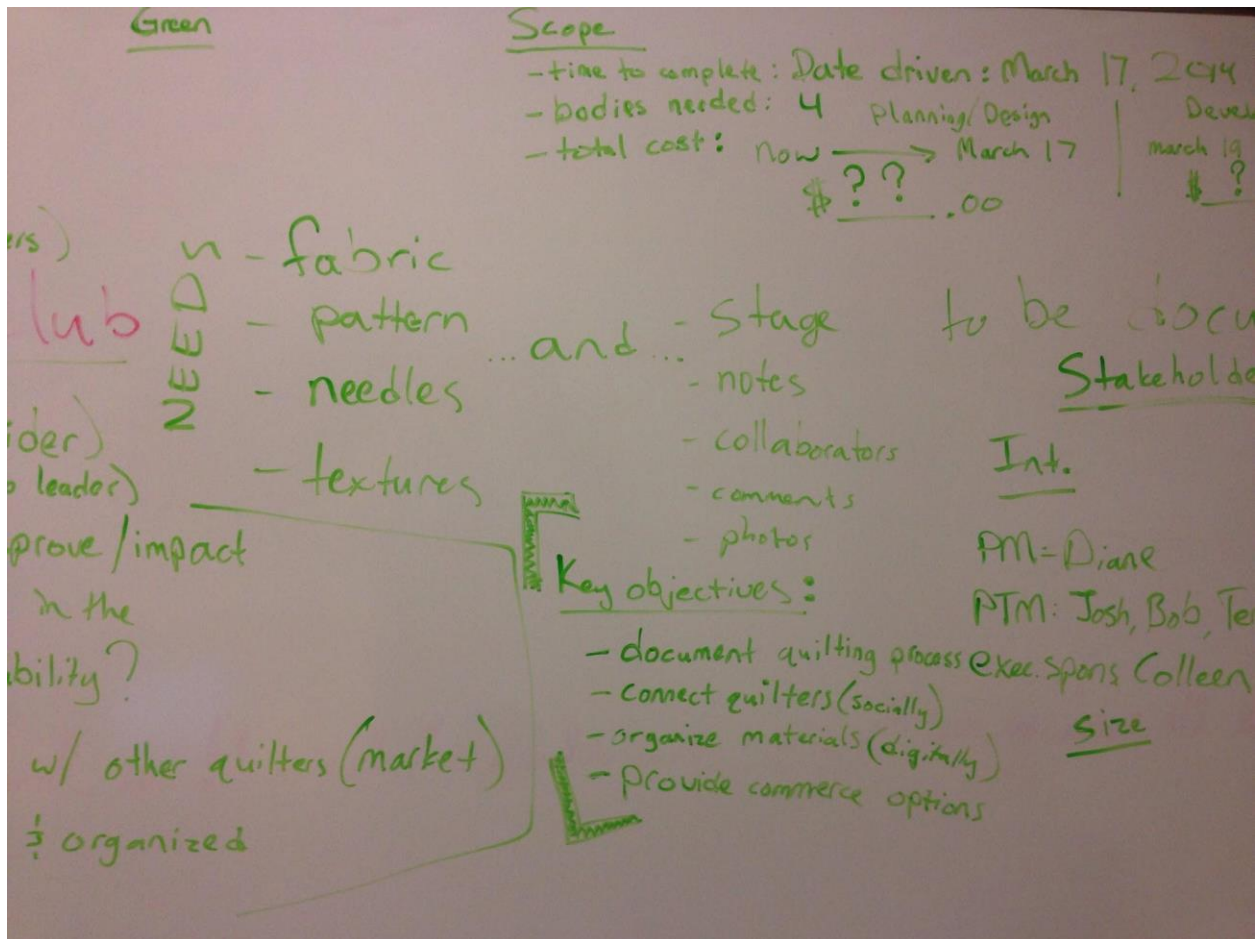 Green
Scope
- time to complete: Date driven: March 17, 2014
- bodies needed: 4 Planning/Design
- total cost: now → March 17
$ ? ? .00
march 19
$ ?
ers)
lub
NEED
- fabric
- pattern
- needles
- textures
... and ...
- stage
- notes
- collaborators
- comments
- photos
to be docu
Stakeholde
Int.
PM = Diane
PTM: Josh, Bob, Te
exec. spons. Colleen
size
ider)
leader)
prove/impact
in the
bility?
w/ other quilters (market)
& organized
Key objectives:
- document quilting process
- connect quilters (socially)
- organize materials (digitally)
- provide commerce options